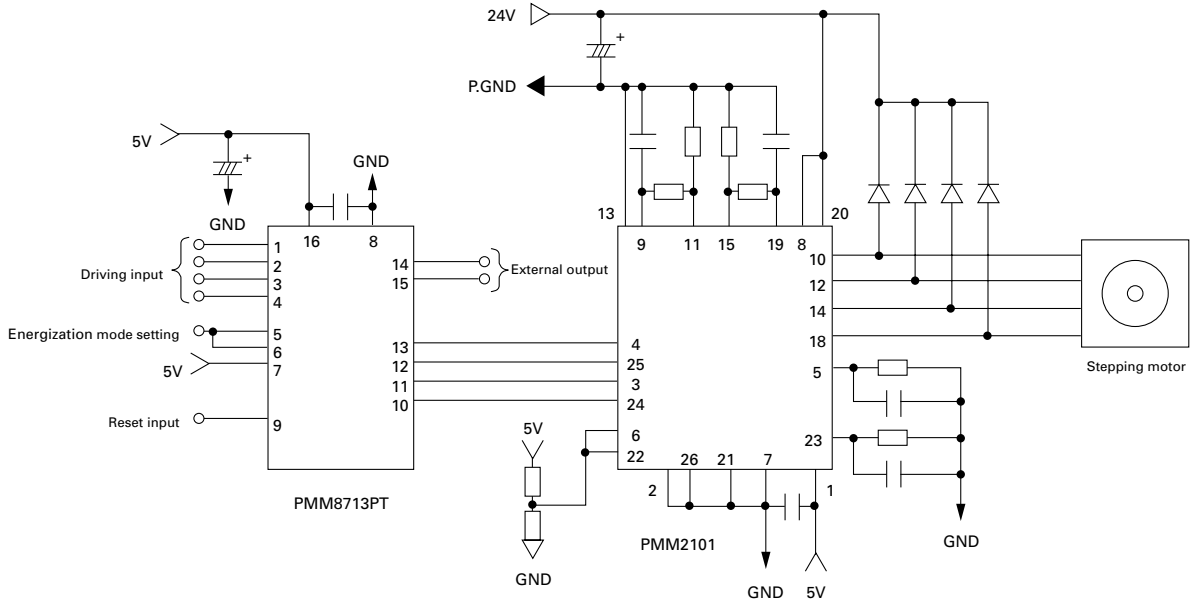 24V
+
P.GND
5V
+
GND
GND
13
20
16
8
9
11
15
19
8
1
2
3
4
Driving input
14
15
External output
10
12
14
18
Energization mode setting
5
6
5V
7
13
12
11
10
4
25
3
24
5
Stepping motor
Reset input
9
5V
6
22
23
26
21
7
2
1
PMM8713PT
PMM2101
GND
GND
GND
5V